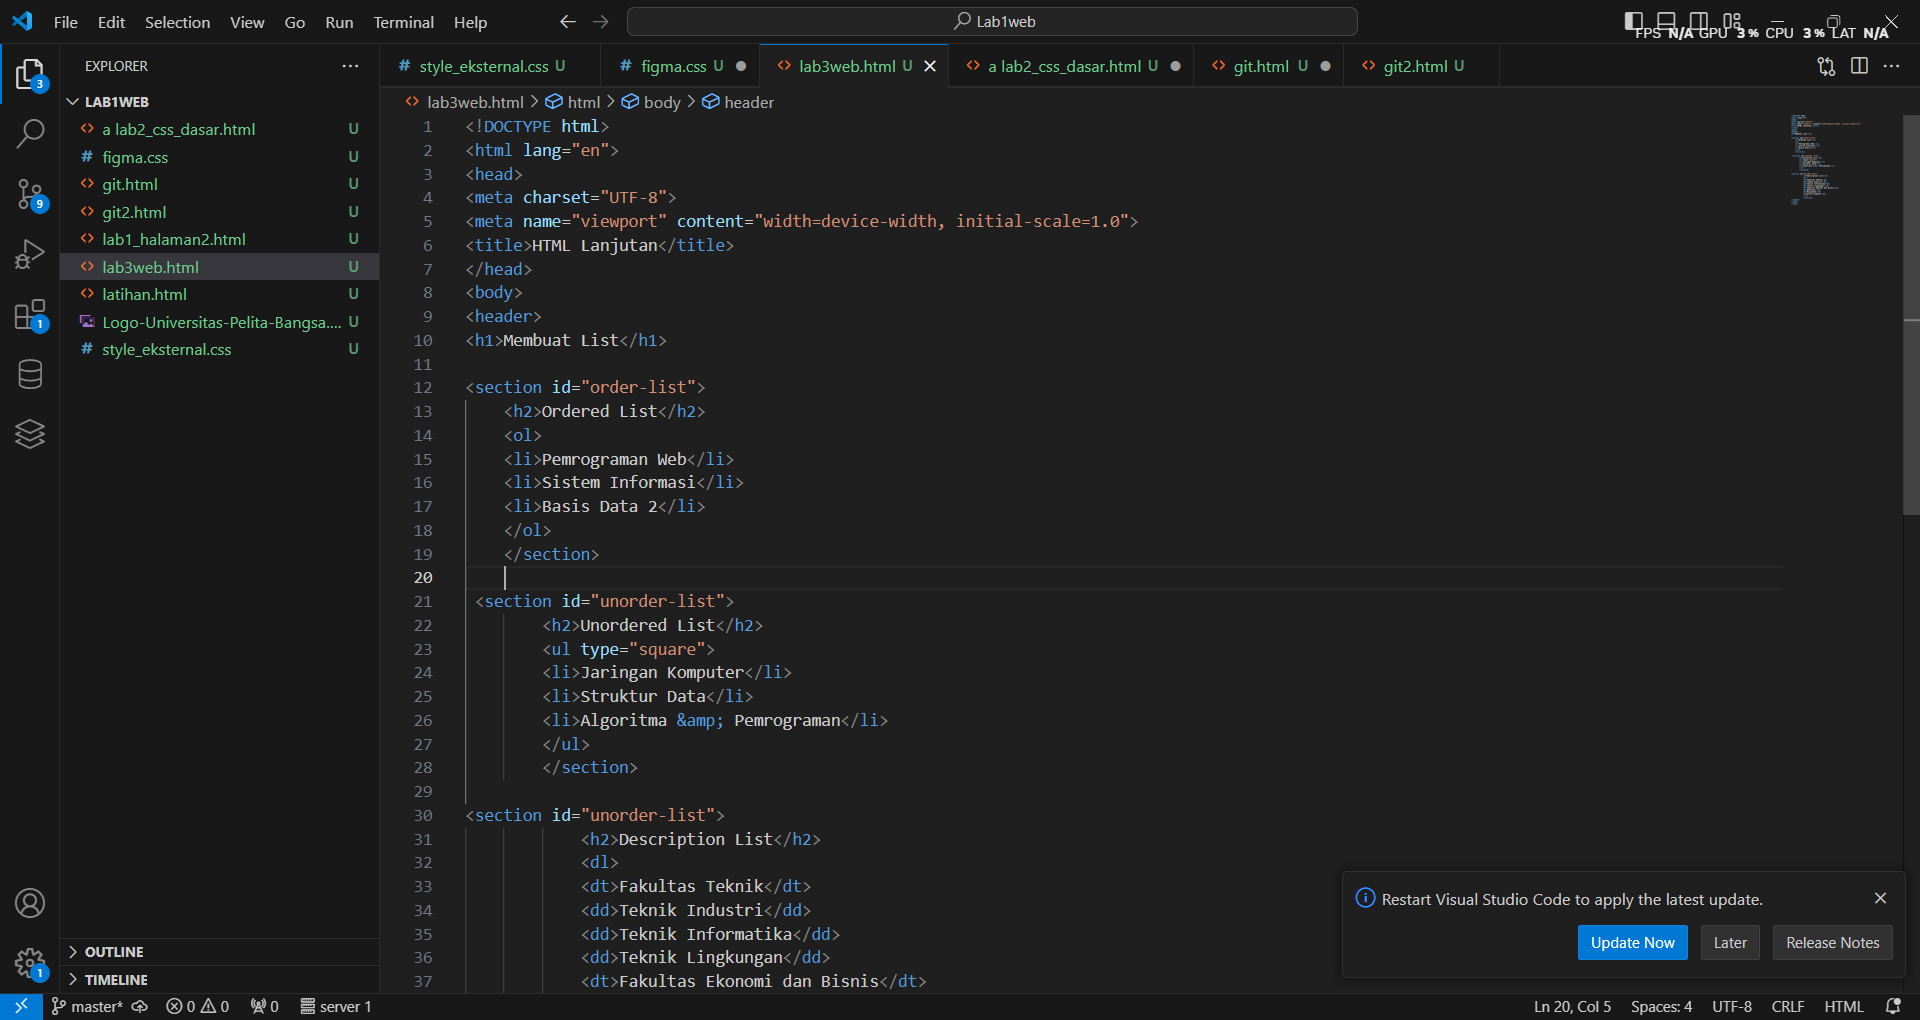 File Edit Selection View Go Run Terminal Help
Lab1web
FPS N/A GPU 3 % CPU 3 % LAT N/A
EXPLORER
style_eksternal.css U
figma.css U
lab3web.html U
a lab2_css_dasar.html U
git.html U
git2.html U
lab3web.html > html > body > header
LAB1WEB
a lab2_css_dasar.html U
figma.css U
git.html U
git2.html U
lab1_halaman2.html U
lab3web.html U
latihan.html U
Logo-Universitas-Pelita-Bangsa.... U
style_eksternal.css U
OUTLINE
TIMELINE
3
9
1
1
1 <!DOCTYPE html>
2 <html lang="en">
3 <head>
4 <meta charset="UTF-8">
5 <meta name="viewport" content="width=device-width, initial-scale=1.0">
6 <title>HTML Lanjutan</title>
7 </head>
8 <body>
9 <header>
10 <h1>Membuat List</h1>
11
12 <section id="order-list">
13 <h2>Ordered List</h2>
14 <ol>
15 <li>Pemrograman Web</li>
16 <li>Sistem Informasi</li>
17 <li>Basis Data 2</li>
18 </ol>
19 </section>
20
21 <section id="unorder-list">
22 <h2>Unordered List</h2>
23 <ul type="square">
24 <li>Jaringan Komputer</li>
25 <li>Struktur Data</li>
26 <li>Algoritma &amp; Pemrograman</li>
27 </ul>
28 </section>
29
30 <section id="unorder-list">
31 <h2>Description List</h2>
32 <dl>
33 <dt>Fakultas Teknik</dt>
34 <dd>Teknik Industri</dd>
35 <dd>Teknik Informatika</dd>
36 <dd>Teknik Lingkungan</dd>
37 <dt>Fakultas Ekonomi dan Bisnis</dt>
Restart Visual Studio Code to apply the latest update.
Update Now Later Release Notes
master* 0 0 0 server 1 Ln 20, Col 5 Spaces: 4 UTF-8 CRLF HTML